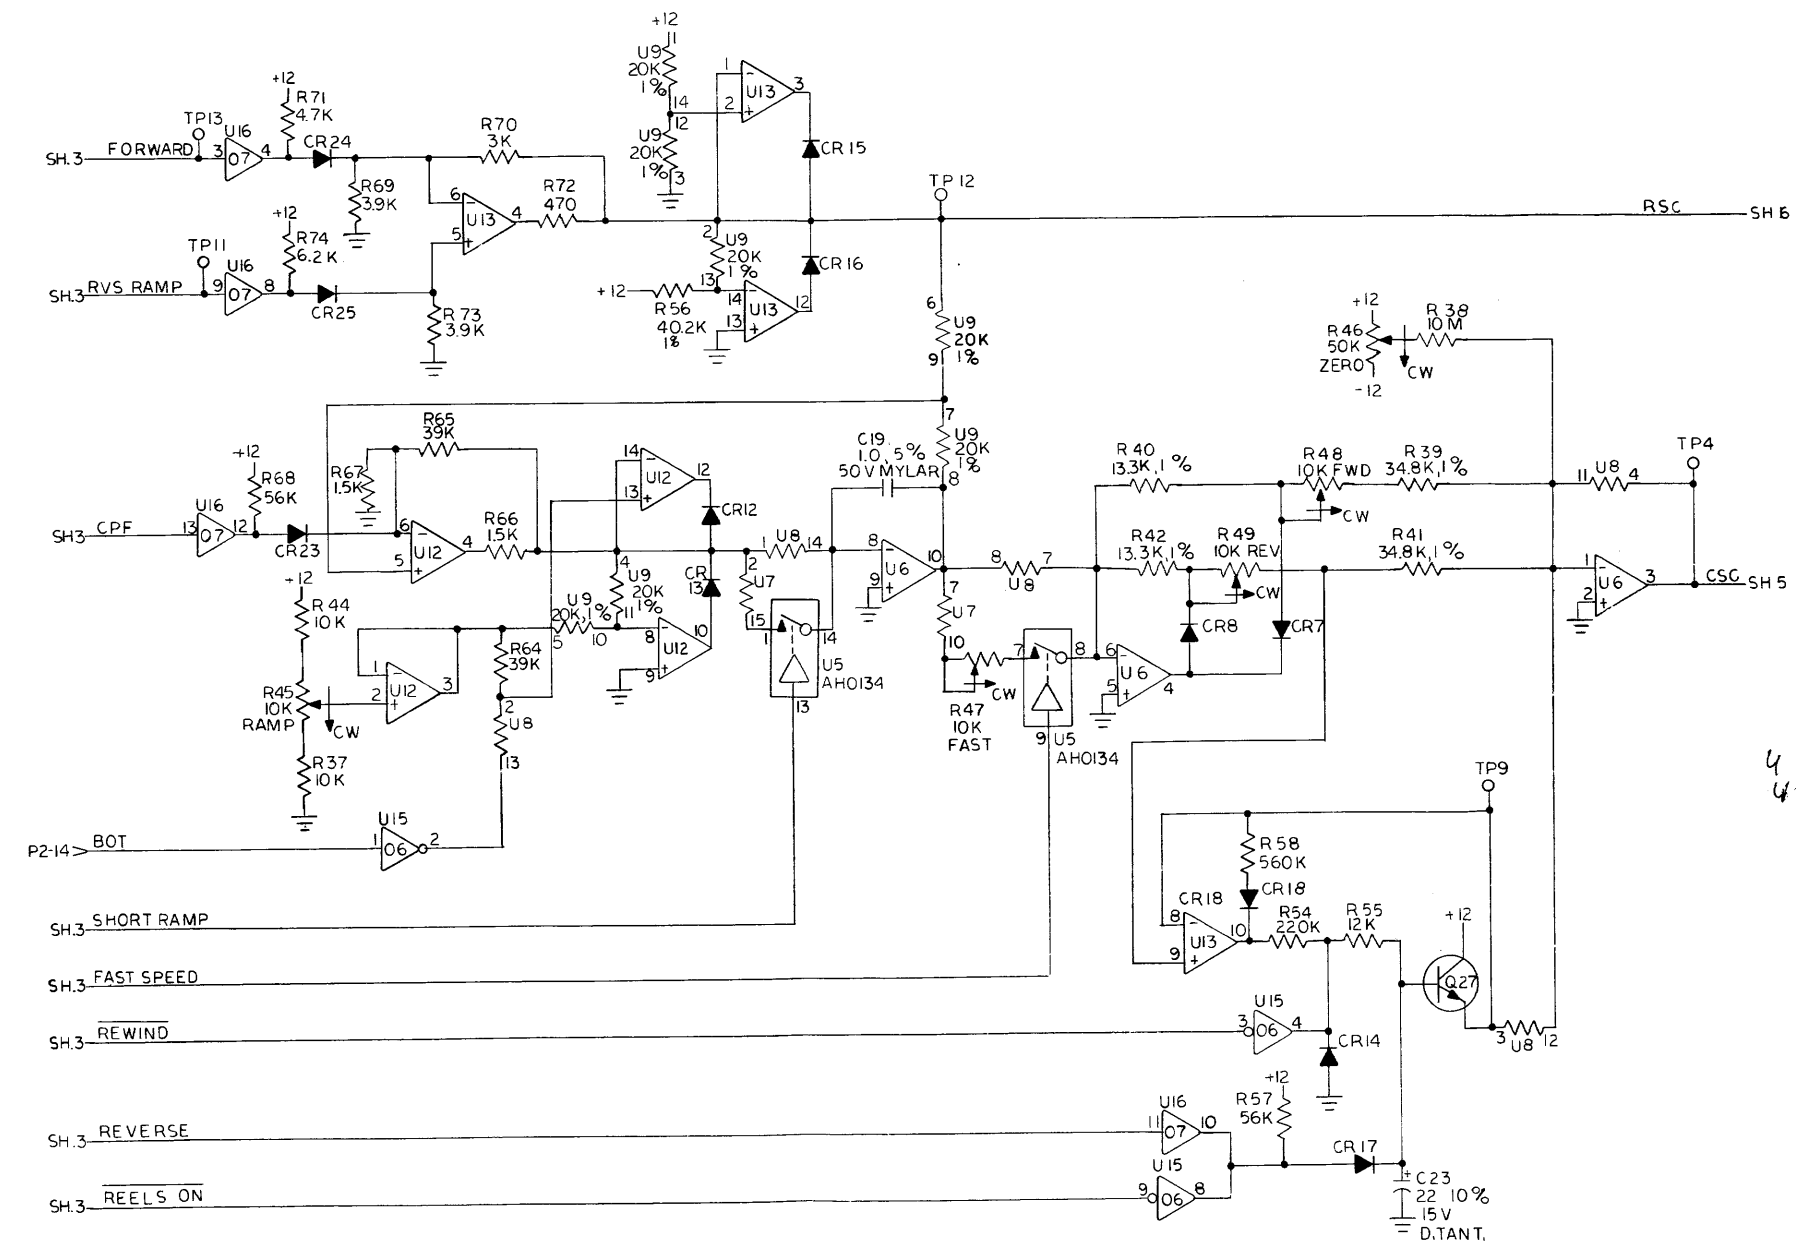 +12
11
U9
20K
1%
14
12
U9
20K
1%
3
1
2
U13
3
CR15
+12
R71
4.7K
TP13
U16
SH.3 FORWARD
3
07
4
CR24
R70
3K
R69
3.9K
6
5
U13
4
R72
470
TP12
RSC
SH6
+12
R74
6.2K
TP11
U16
SH.3 RVS RAMP
9
07
8
CR25
R73
3.9K
2
U9
20K
1%
13
+12
R56
40.2K
1%
14
13
U13
12
CR16
6
U9
20K
1%
9
+12
R46
50K
ZERO
-12
CW
R38
10M
7
U9
20K
1%
8
R65
39K
R67
1.5K
+12
R68
56K
U16
SH3 CPF
13
07
12
CR23
6
5
U12
4
R66
1.5K
14
13
U12
12
CR12
C19
1.0, 5%
50V MYLAR
R40
13.3K, 1%
R48
10K FWD
CW
R39
34.8K, 1%
11
U8
4
TP4
1
U8
14
2
U7
15
8
9
U6
10
8
U8
7
R42
13.3K, 1%
R49
10K REV
CW
R41
34.8K, 1%
1
2
U6
3
CSC
SH5
4
U9
20K
1%
11
CR
13
U9
20K, 1%
5
10
8
9
U12
10
+12
R44
10K
R45
10K
RAMP
CW
R37
10K
1
2
U12
3
R64
39K
2
U8
13
1
14
U5
AH0134
13
7
U7
10
CW
R47
10K
FAST
7
8
9
U5
AH0134
6
5
U6
4
CR8
CR7
P2-14 BOT
1
U15
06
2
SH.3 SHORT RAMP
SH.3 FAST SPEED
SH.3 REWIND
SH.3 REVERSE
SH.3 REELS ON
TP9
R58
560K
CR18
CR18
8
9
U13
10
R54
220K
R55
12K
+12
Q27
3
U8
12
U15
3
06
4
CR14
+12
R57
56K
U16
11
07
10
U15
9
06
8
CR17
+
C23
22 10%
15V
D.TANT.
4
4